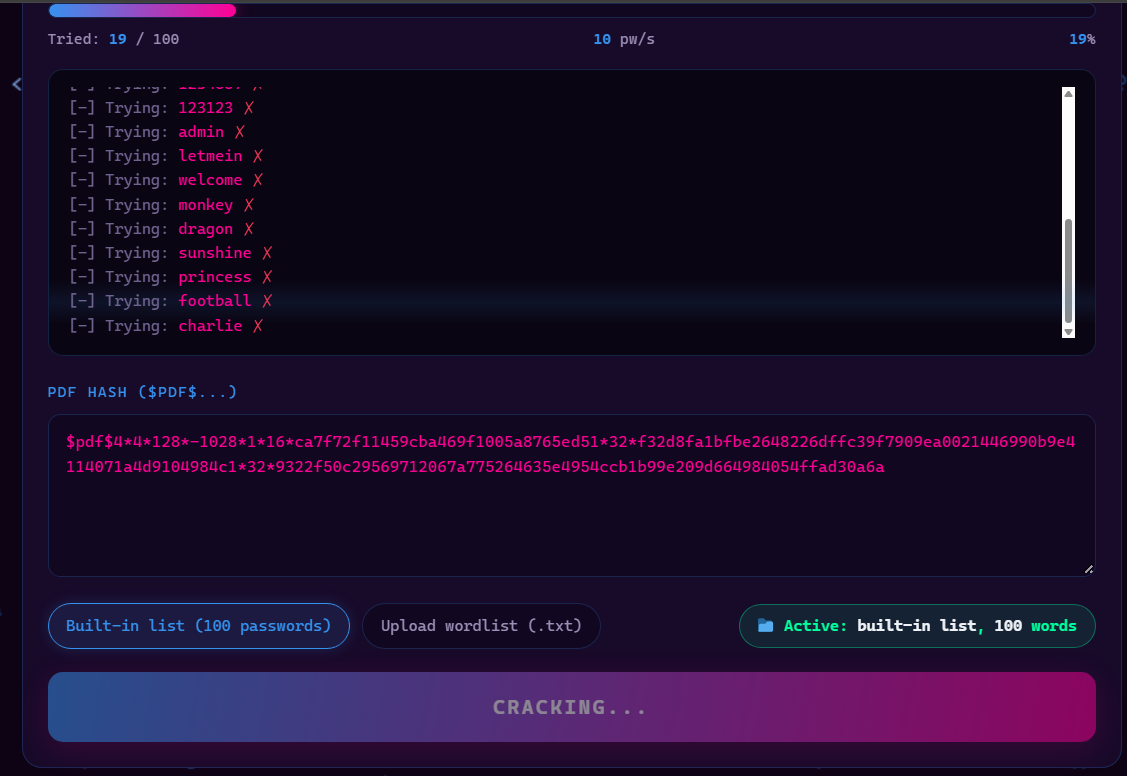 Tried: 19 / 100
10 pw/s
19%
[-] Trying: 123123 ✗
[-] Trying: admin ✗
[-] Trying: letmein ✗
[-] Trying: welcome ✗
[-] Trying: monkey ✗
[-] Trying: dragon ✗
[-] Trying: sunshine ✗
[-] Trying: princess ✗
[-] Trying: football ✗
[-] Trying: charlie ✗
PDF HASH ($PDF$...)
$pdf$4*4*128*-1028*1*16*ca7f72f11459cba469f1005a8765ed51*32*f32d8fa1bfbe2648226dffc39f7909ea0021446990b9e4
114071a4d9104984c1*32*9322f50c29569712067a775264635e4954ccb1b99e209d664984054ffad30a6a
Built-in list (100 passwords)
Upload wordlist (.txt)
Active: built-in list, 100 words
CRACKING...